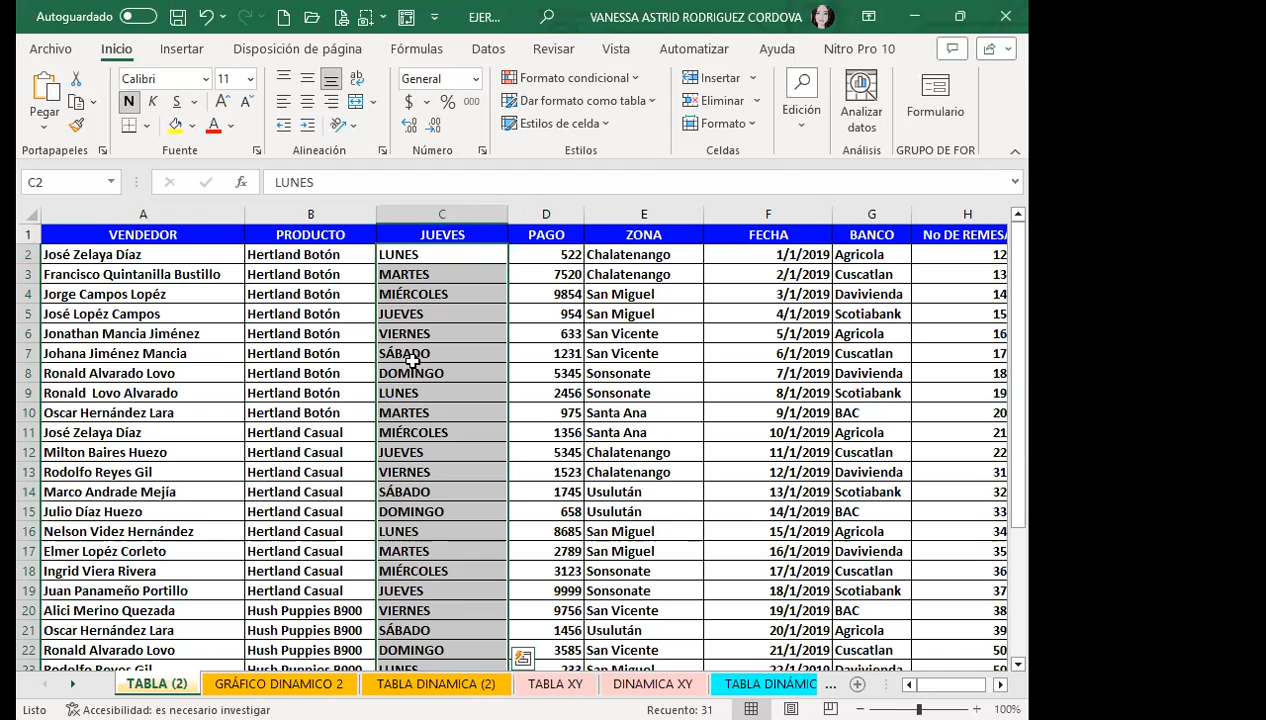 Autoguardado EJER... VANESSA ASTRID RODRIGUEZ CORDOVA
Archivo Inicio Insertar Disposición de página Fórmulas Datos Revisar Vista Automatizar Ayuda Nitro Pro 10
Pegar Calibri 11 General Formato condicional Insertar Edición Analizar datos Formulario
N K S $ % 000 Dar formato como tabla Eliminar
Estilos de celda Formato
Portapapeles Fuente Alineación Número Estilos Celdas Análisis GRUPO DE FOR
C2 fx LUNES
A B C D E F G H
1 VENDEDOR PRODUCTO JUEVES PAGO ZONA FECHA BANCO No DE REMESA
2 José Zelaya Díaz Hertland Botón LUNES 522 Chalatenango 1/1/2019 Agricola 12
3 Francisco Quintanilla Bustillo Hertland Botón MARTES 7520 Chalatenango 2/1/2019 Cuscatlan 13
4 Jorge Campos Lopéz Hertland Botón MIÉRCOLES 9854 San Miguel 3/1/2019 Davivienda 14
5 José Lopéz Campos Hertland Botón JUEVES 954 San Miguel 4/1/2019 Scotiabank 15
6 Jonathan Mancia Jiménez Hertland Botón VIERNES 633 San Vicente 5/1/2019 Agricola 16
7 Johana Jiménez Mancia Hertland Botón SÁBADO 1231 San Vicente 6/1/2019 Cuscatlan 17
8 Ronald Alvarado Lovo Hertland Botón DOMINGO 5345 Sonsonate 7/1/2019 Davivienda 18
9 Ronald  Lovo Alvarado Hertland Botón LUNES 2456 Sonsonate 8/1/2019 Scotiabank 19
10 Oscar Hernández Lara Hertland Botón MARTES 975 Santa Ana 9/1/2019 BAC 20
11 José Zelaya Díaz Hertland Casual MIÉRCOLES 1356 Santa Ana 10/1/2019 Agricola 21
12 Milton Baires Huezo Hertland Casual JUEVES 5345 Chalatenango 11/1/2019 Cuscatlan 22
13 Rodolfo Reyes Gil Hertland Casual VIERNES 1523 Chalatenango 12/1/2019 Davivienda 31
14 Marco Andrade Mejía Hertland Casual SÁBADO 1745 Usulután 13/1/2019 Scotiabank 32
15 Julio Díaz Huezo Hertland Casual DOMINGO 658 Usulután 14/1/2019 BAC 33
16 Nelson Videz Hernández Hertland Casual LUNES 8685 San Miguel 15/1/2019 Agricola 34
17 Elmer Lopéz Corleto Hertland Casual MARTES 2789 San Miguel 16/1/2019 Davivienda 35
18 Ingrid Viera Rivera Hertland Casual MIÉRCOLES 3123 Sonsonate 17/1/2019 Cuscatlan 36
19 Juan Panameño Portillo Hertland Casual JUEVES 9999 Sonsonate 18/1/2019 Scotiabank 37
20 Alici Merino Quezada Hush Puppies B900 VIERNES 9756 San Vicente 19/1/2019 BAC 38
21 Oscar Hernández Lara Hush Puppies B900 SÁBADO 1456 Usulután 20/1/2019 Agricola 39
22 Ronald Alvarado Lovo Hush Puppies B900 DOMINGO 3585 San Vicente 21/1/2019 Cuscatlan 50
23 Rodolfo Reyes Gil Hush Puppies B900 LUNES 233 San Miguel 22/1/2019 Davivienda
TABLA (2) GRÁFICO DINAMICO 2 TABLA DINAMICA (2) TABLA XY DINAMICA XY TABLA DINÁMIC ...
Listo Accesibilidad: es necesario investigar Recuento: 31 100%